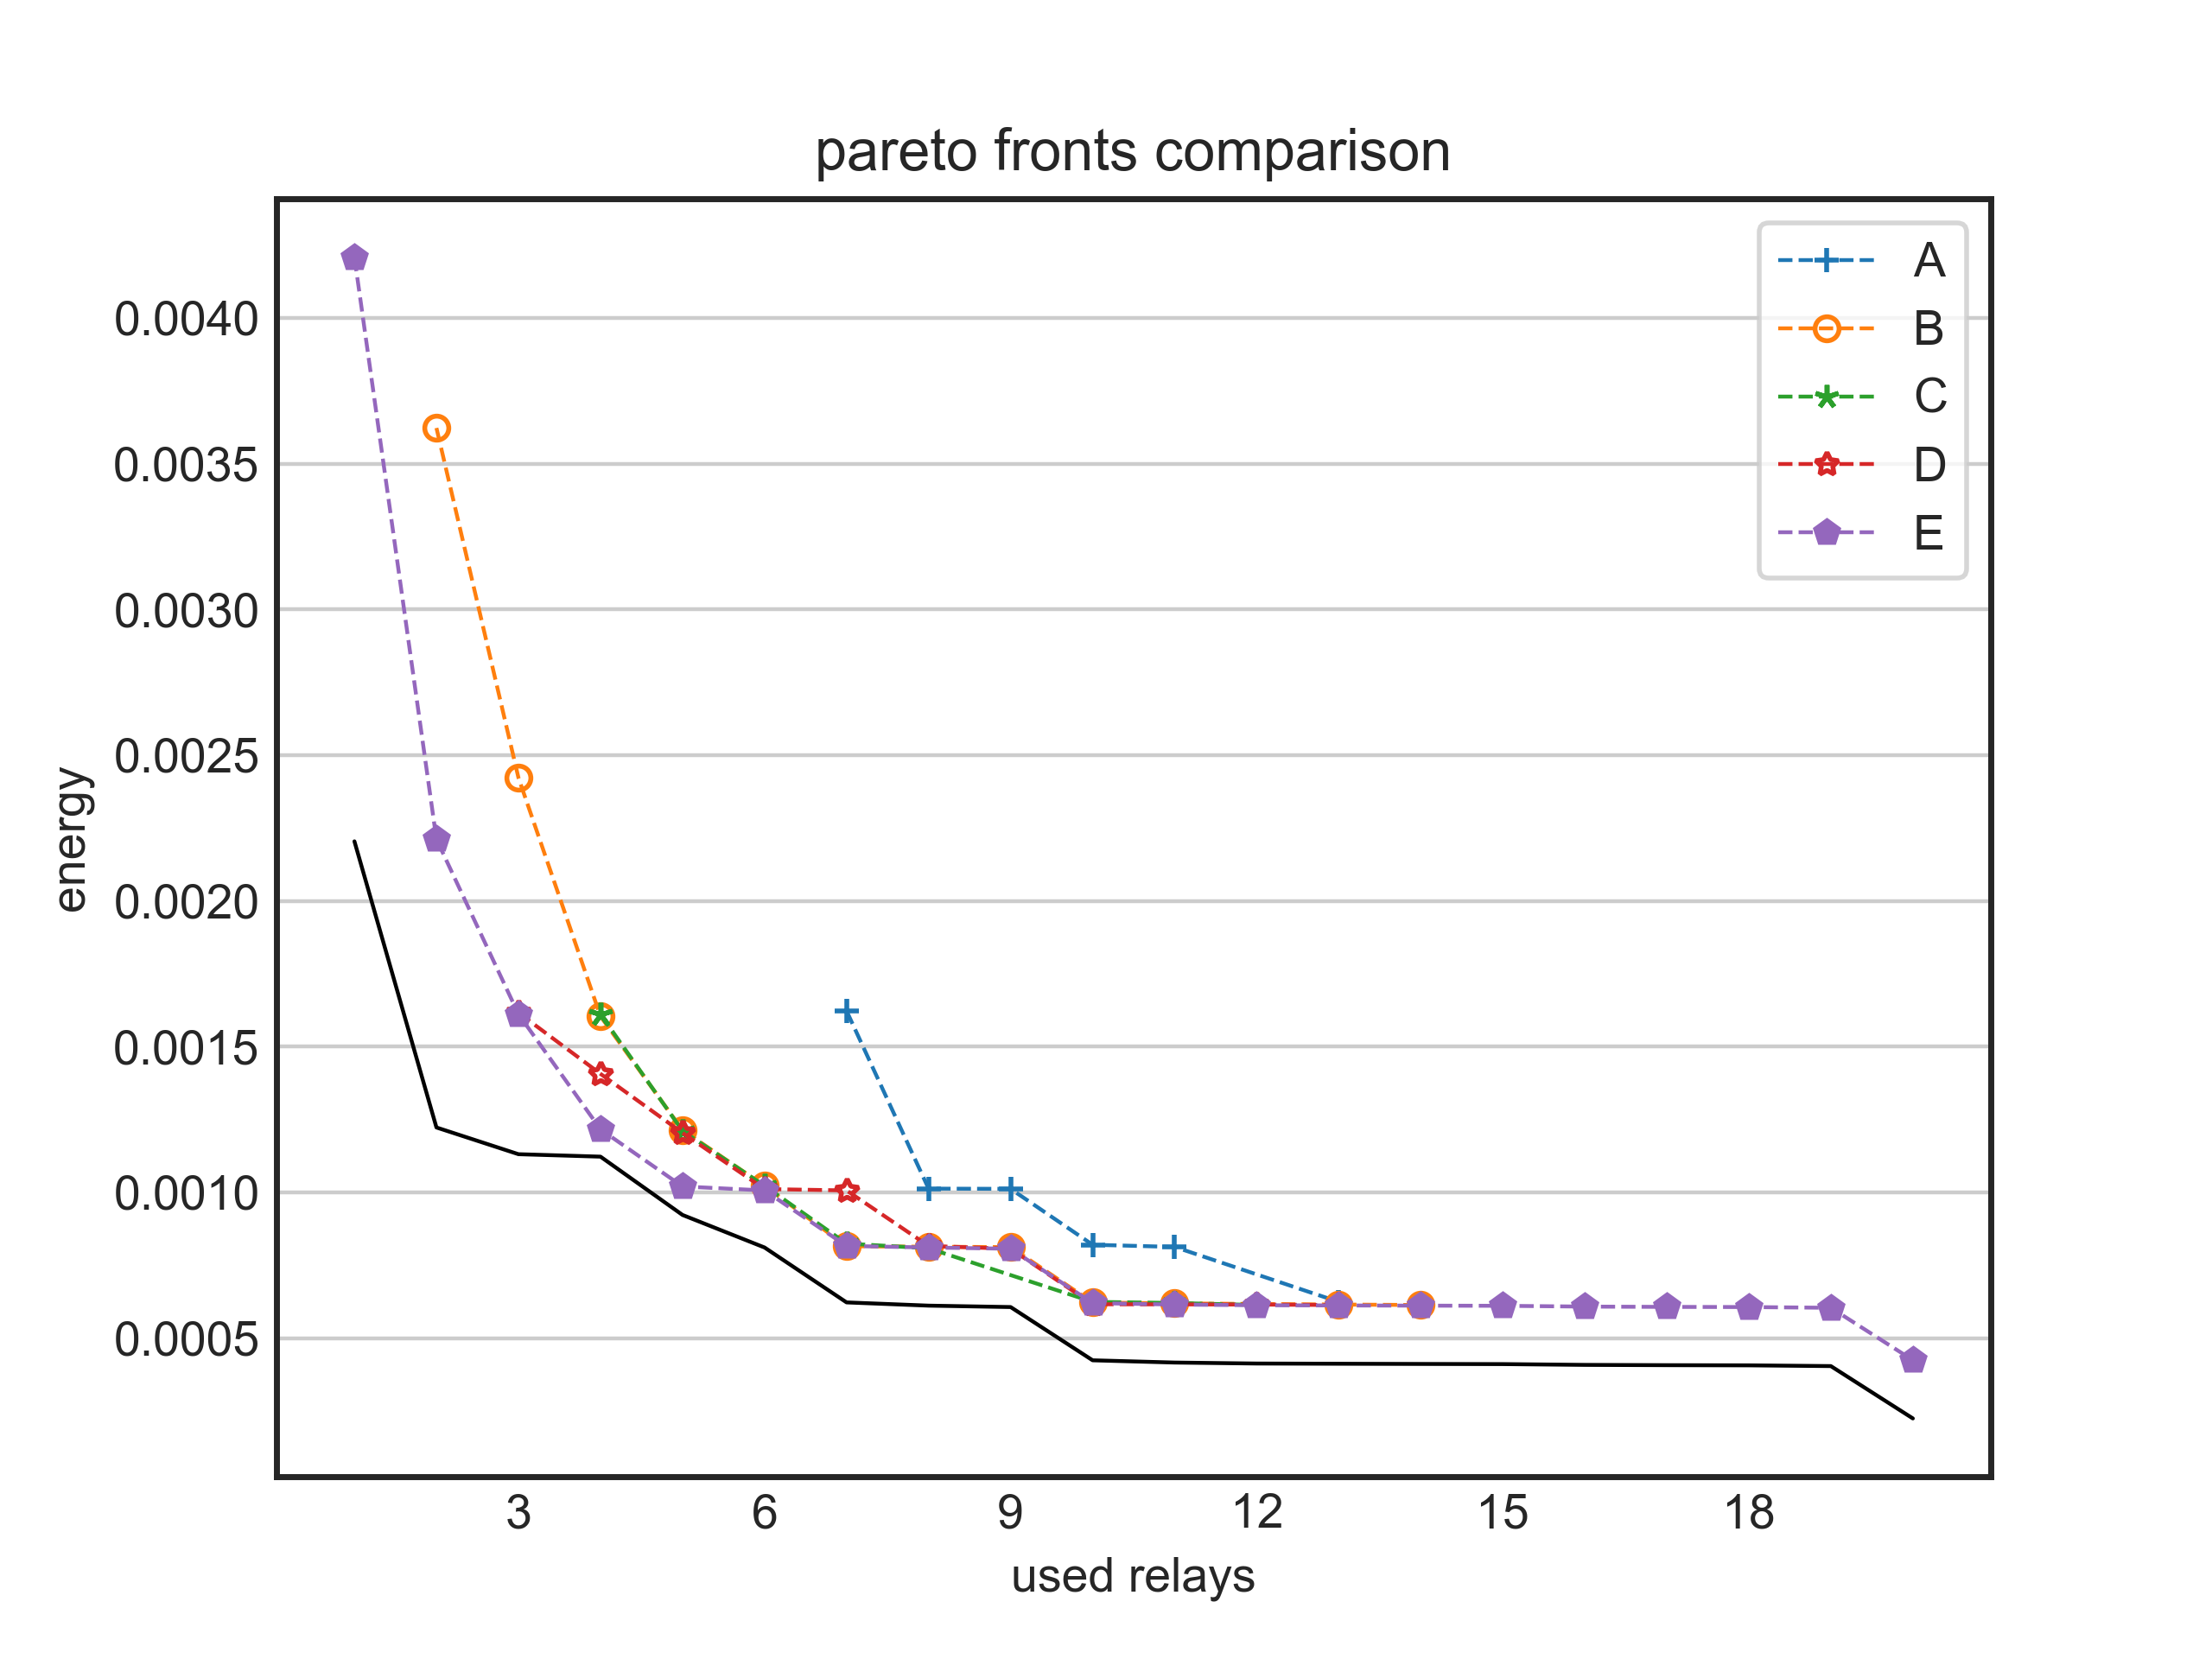 pareto fronts comparison
A
B
C
D
E
0.0040
0.0035
0.0030
0.0025
0.0020
0.0015
0.0010
0.0005
energy
3 6 9 12 15 18
used relays